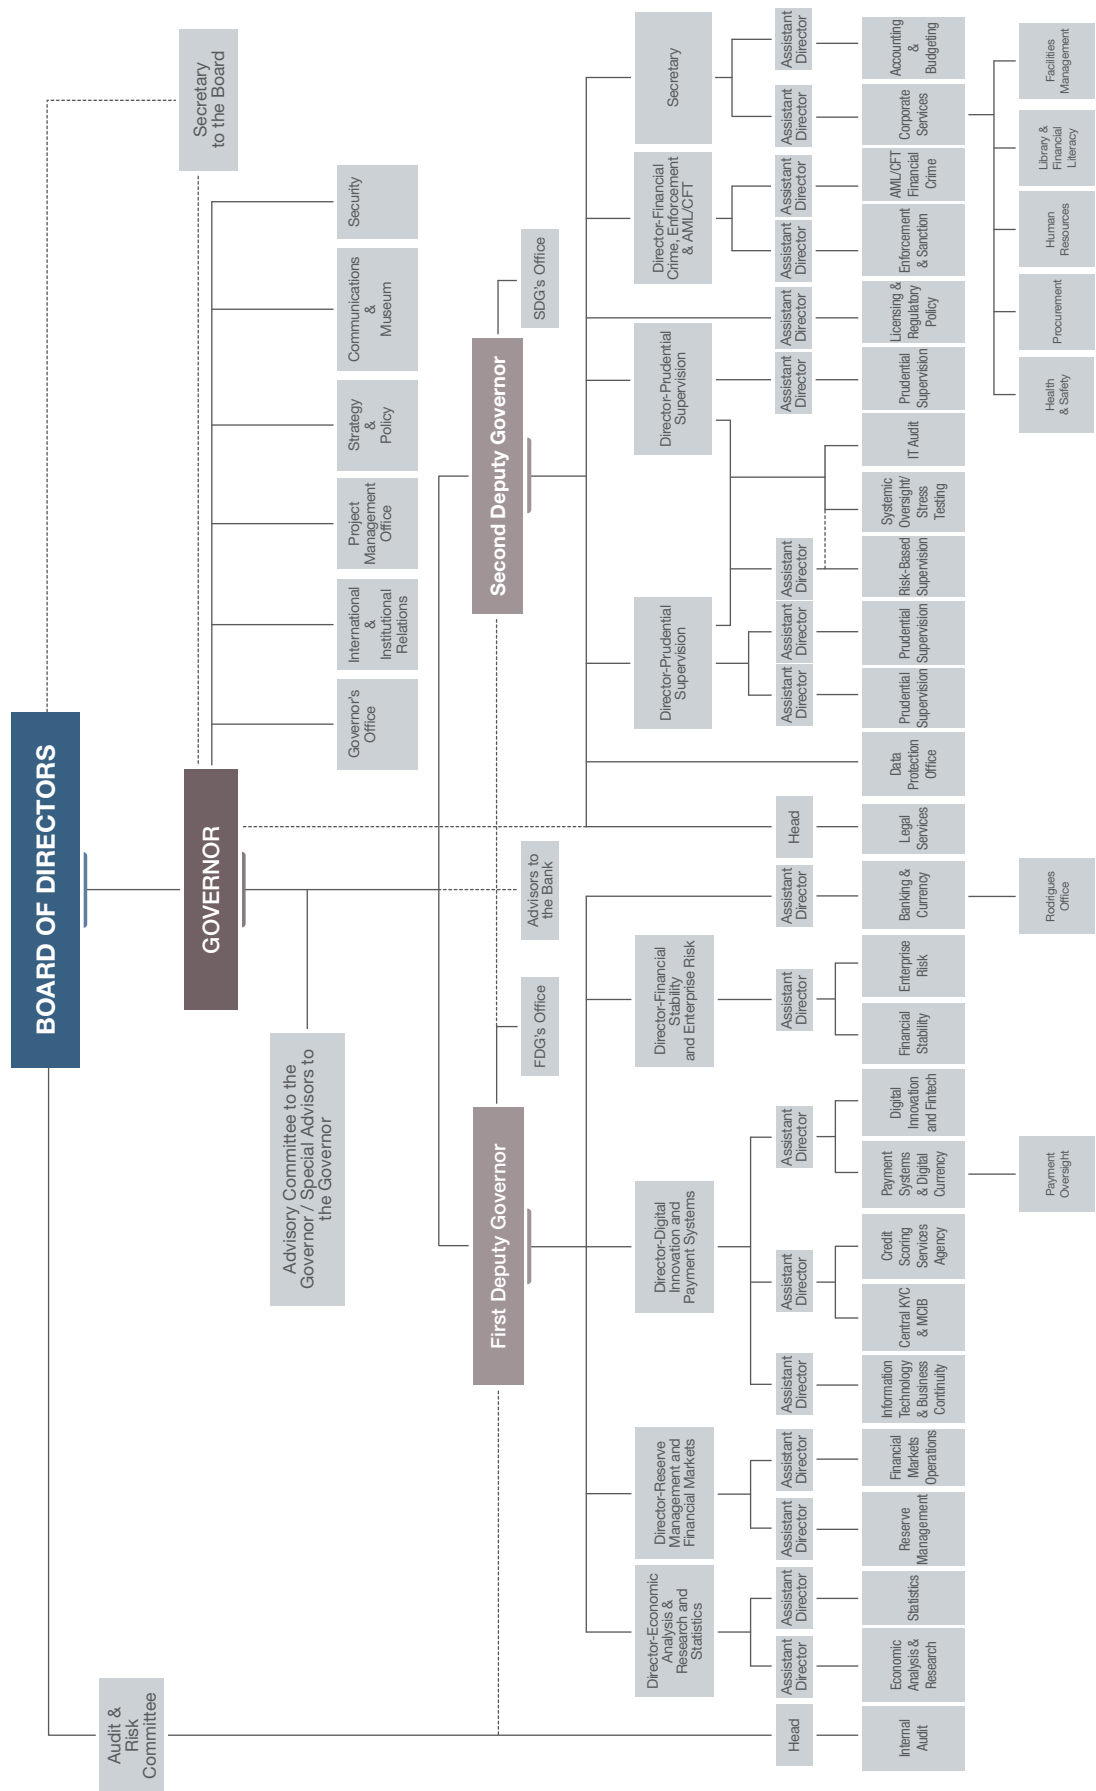 BOARD OF DIRECTORS
Audit &
Risk
Committee
Secretary
to the Board
GOVERNOR
Advisory Committee to the
Governor / Special Advisors to
the Governor
Governor's
Office
International
&
Institutional
Relations
Project
Management
Office
Strategy
&
Policy
Communications
&
Museum
Security
First Deputy Governor
Second Deputy Governor
FDG's Office
Advisors to
the Bank
SDG's Office
Director-Economic
Analysis &
Research and
Statistics
Director-Reserve
Management and
Financial Markets
Director-Digital
Innovation and
Payment Systems
Director-Financial
Stability
and Enterprise Risk
Director-Prudential
Supervision
Director-Prudential
Supervision
Director-Financial
Crime, Enforcement
& AML/CFT
Secretary
Head
Assistant
Director
Assistant
Director
Assistant
Director
Assistant
Director
Assistant
Director
Assistant
Director
Assistant
Director
Assistant
Director
Assistant
Director
Head
Assistant
Director
Assistant
Director
Assistant
Director
Assistant
Director
Assistant
Director
Assistant
Director
Assistant
Director
Assistant
Director
Assistant
Director
Internal
Audit
Economic
Analysis &
Research
Statistics
Reserve
Management
Financial
Markets
Operations
Information
Technology
& Business
Continuity
Central KYC
& MCIB
Credit
Scoring
Services
Agency
Payment
Systems
& Digital
Currency
Digital
Innovation
and Fintech
Financial
Stability
Enterprise
Risk
Banking &
Currency
Legal
Services
Data
Protection
Office
Prudential
Supervision
Prudential
Supervision
Risk-Based
Supervision
Systemic
Oversight/
Stress
Testing
IT Audit
Prudential
Supervision
Licensing &
Regulatory
Policy
Enforcement
& Sanction
AML/CFT
Financial
Crime
Corporate
Services
Accounting
&
Budgeting
Payment
Oversight
Rodrigues
Office
Health
& Safety
Procurement
Human
Resources
Library &
Financial
Literacy
Facilities
Management